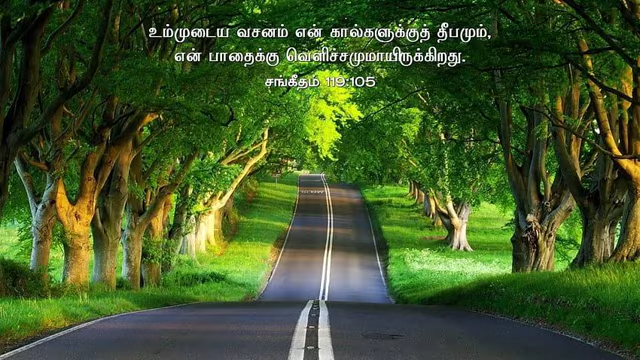 உம்முடைய வசனம் என் கால்களுக்குத் தீபமும்,
என் பாதைக்கு வெளிச்சமுமாயிருக்கிறது.
சங்கீதம் 119:105